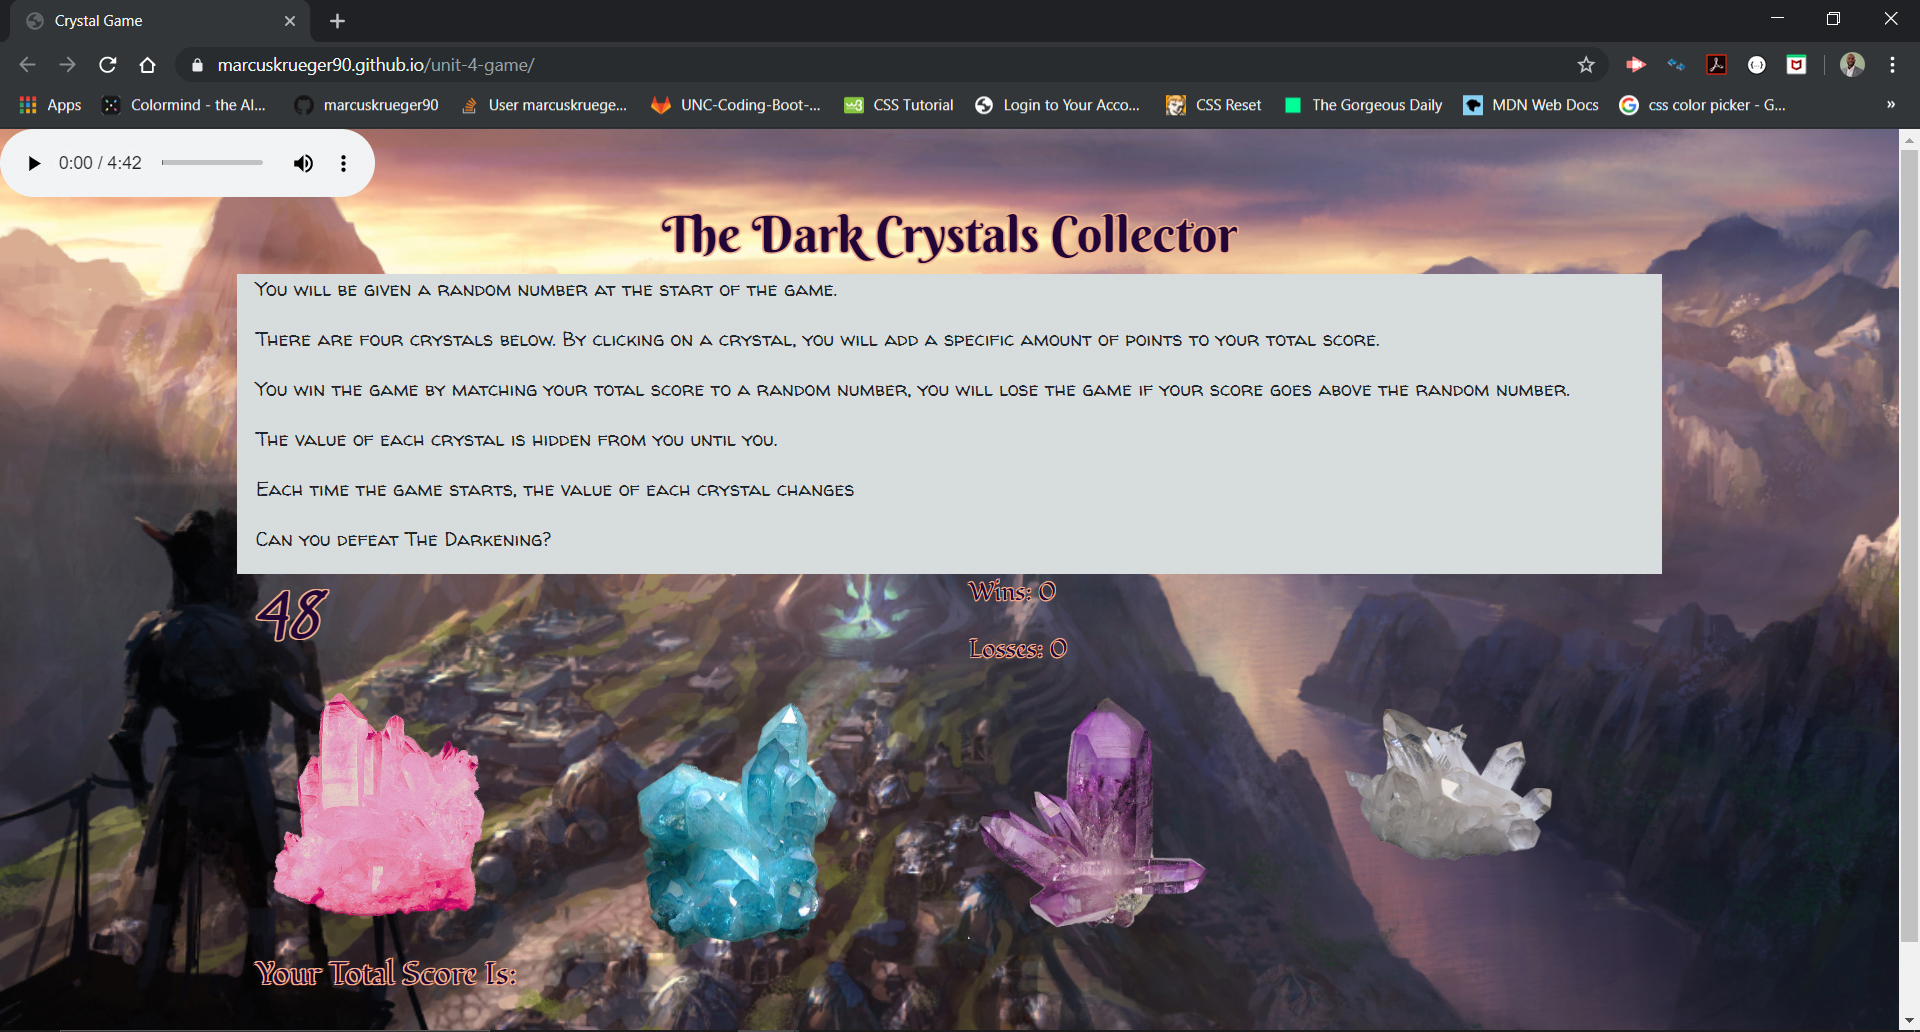 Crystal Game
marcuskrueger90.github.io/unit-4-game/
Apps Colormind - the AI... marcuskrueger90 User marcuskruege... UNC-Coding-Boot-... CSS Tutorial Login to Your Acco... CSS Reset The Gorgeous Daily MDN Web Docs css color picker - G... »
0:00 / 4:42
The Dark Crystals Collector
You will be given a random number at the start of the game.
There are four crystals below. By clicking on a crystal, you will add a specific amount of points to your total score.
You win the game by matching your total score to a random number, you will lose the game if your score goes above the random number.
The value of each crystal is hidden from you until you.
Each time the game starts, the value of each crystal changes
Can you defeat The Darkening?
48
Wins: 0
Losses: 0
Your Total Score Is: